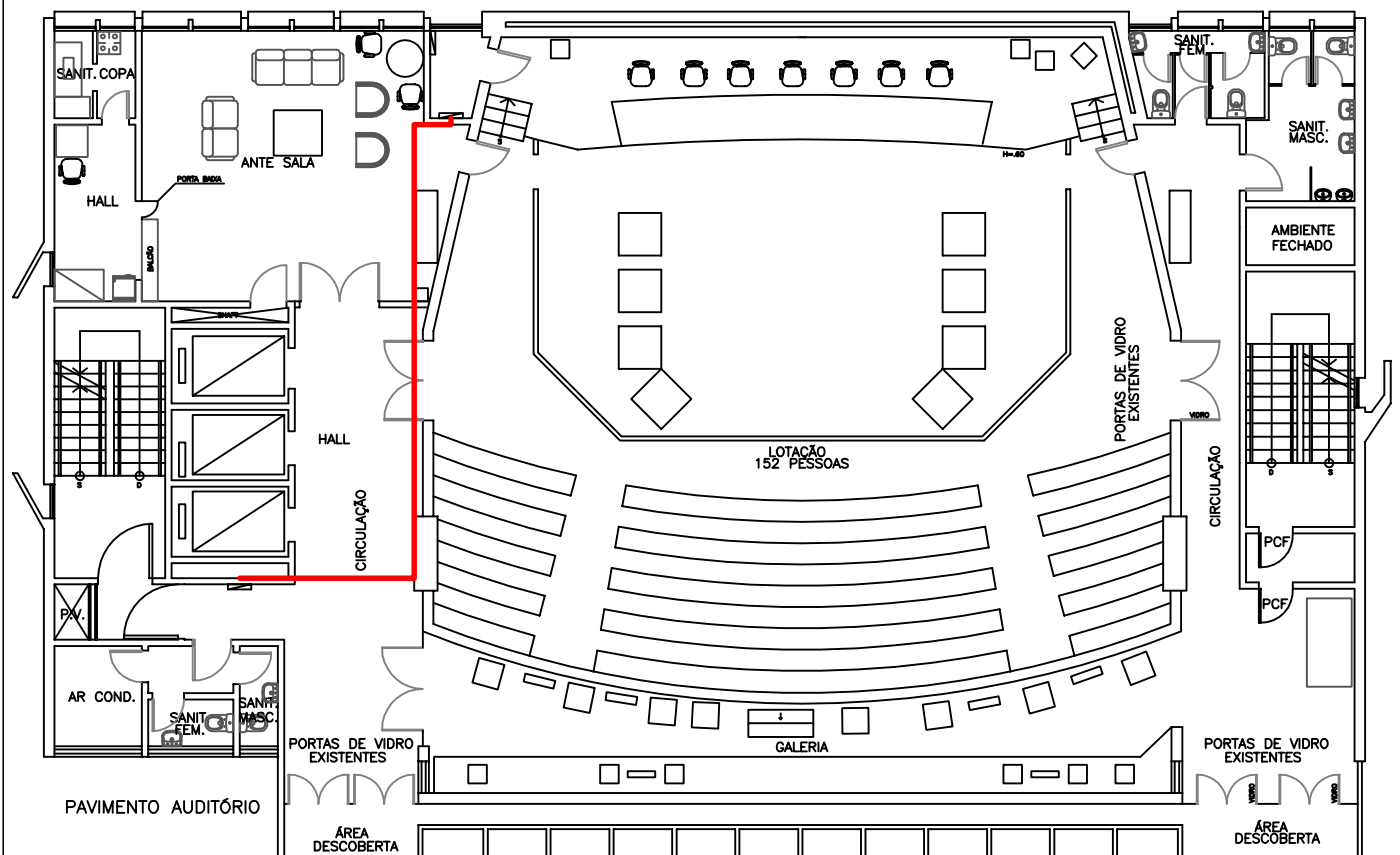 SANIT.
FEM.
SANIT. COPA
SANIT.
MASC.
ANTE SALA
H=.60
S
S
PORTA BAIXA
HALL
BALCÃO
AMBIENTE
FECHADO
SHAFT
PORTAS DE VIDRO
EXISTENTES
VIDRO
HALL
LOTAÇÃO
152 PESSOAS
CIRCULAÇÃO
CIRCULAÇÃO
S
D
D
S
PCF
PCF
P.V.
AR COND.
SANIT.
FEM.
SANIT.
MASC.
GALERIA
PORTAS DE VIDRO
EXISTENTES
PORTAS DE VIDRO
EXISTENTES
VIDRO
VIDRO
PAVIMENTO AUDITÓRIO
ÁREA
DESCOBERTA
ÁREA
DESCOBERTA